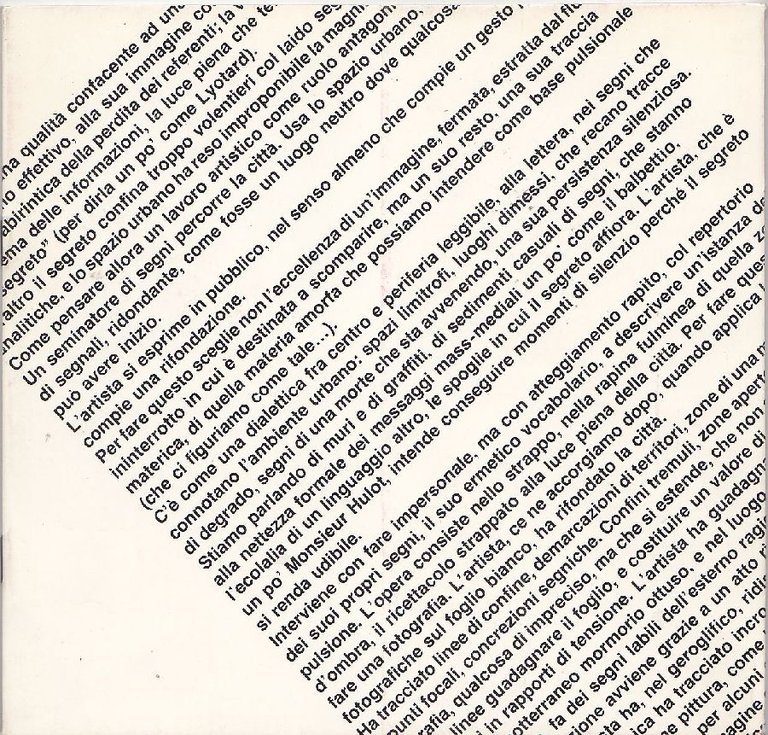 na qualità confacente ad una
o effettivo, alla sua immagine co
abirintica della perdita dei referenti; la v
ema delle informazioni, la luce piena che te
egreto" (per dirla un po' come Lyotard).
altro il segreto confina troppo volentieri col laido seg
nalitiche, e lo spazio urbano ha reso improponibile la magni
Come pensare allora un lavoro artistico come ruolo antagon
Un seminatore di segni percorre la città. Usa lo spazio urbano.
di segnali, ridondante, come fosse un luogo neutro dove qualcosa
può avere inizio.
L'artista si esprime in pubblico, nel senso almeno che compie un gesto
compie una rifondazione.
Per fare questo sceglie non l'eccellenza di un'immagine, fermata, estratta dal flu
ininterrotto in cui è destinata a scomparire, ma un suo resto, una sua traccia
materica, di quella materia amorfa che possiamo intendere come base pulsionale
(che ci figuriamo come tale...).
C'è come una dialettica fra centro e periferia leggibile, alla lettera, nei segni che
connotano l'ambiente urbano: spazi limitrofi, luoghi dimessi, che recano tracce
di degrado, segni di una morte che sta avvenendo, una sua persistenza silenziosa.
Stiamo parlando di muri e di graffiti, di sedimenti casuali di segni, che stanno
alla nettezza formale dei messaggi mass-mediali un po' come il balbettio,
l'ecolalia di un linguaggio altro, le spoglie in cui il segreto affiora. L'artista, che è
un po' Monsieur Hulot, intende conseguire momenti di silenzio perché il segreto
si renda udibile.
Interviene con fare impersonale, ma con atteggiamento rapito, col repertorio
dei suoi propri segni, il suo ermetico vocabolario, a descrivere un'istanza de
pulsione. L'opera consiste nello strappo, nella rapina fulminea di quella z
d'ombra, il ricettacolo strappato alla luce piena della città. Per fare que
fare una fotografia. L'artista, ce ne accorgiamo dopo, quando applica
fotografiche sul foglio bianco, ha rifondato la città.
Ha tracciato linee di confine, demarcazioni di territori, zone di una
punti focali, concrezioni segniche. Confini tremuli, zone aper
rafia, qualcosa di impreciso, ma che si estende, che non
linee guadagnare il foglio, e costituire un valore di
i in rapporti di tensione. L'artista ha guadagn
otterraneo mormorio ottuso, e nel luog
fa dei segni labili dell'esterno rag
ione avviene grazie a un atto ri
ta ha, nel geroglifico, rid
ica ha tracciato incro
e pittura, come
per alcuni
magine